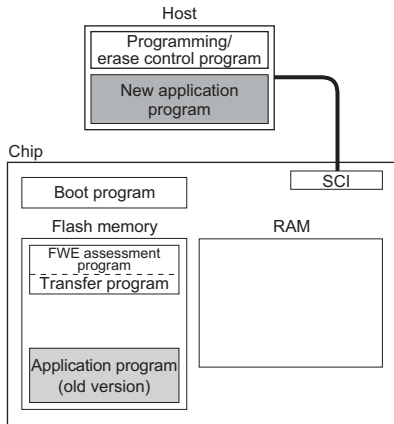 Host
Programming/
erase control program
New application
program
Chip
SCI
Boot program
Flash memory
RAM
FWE assessment
program
Transfer program
Application program
(old version)